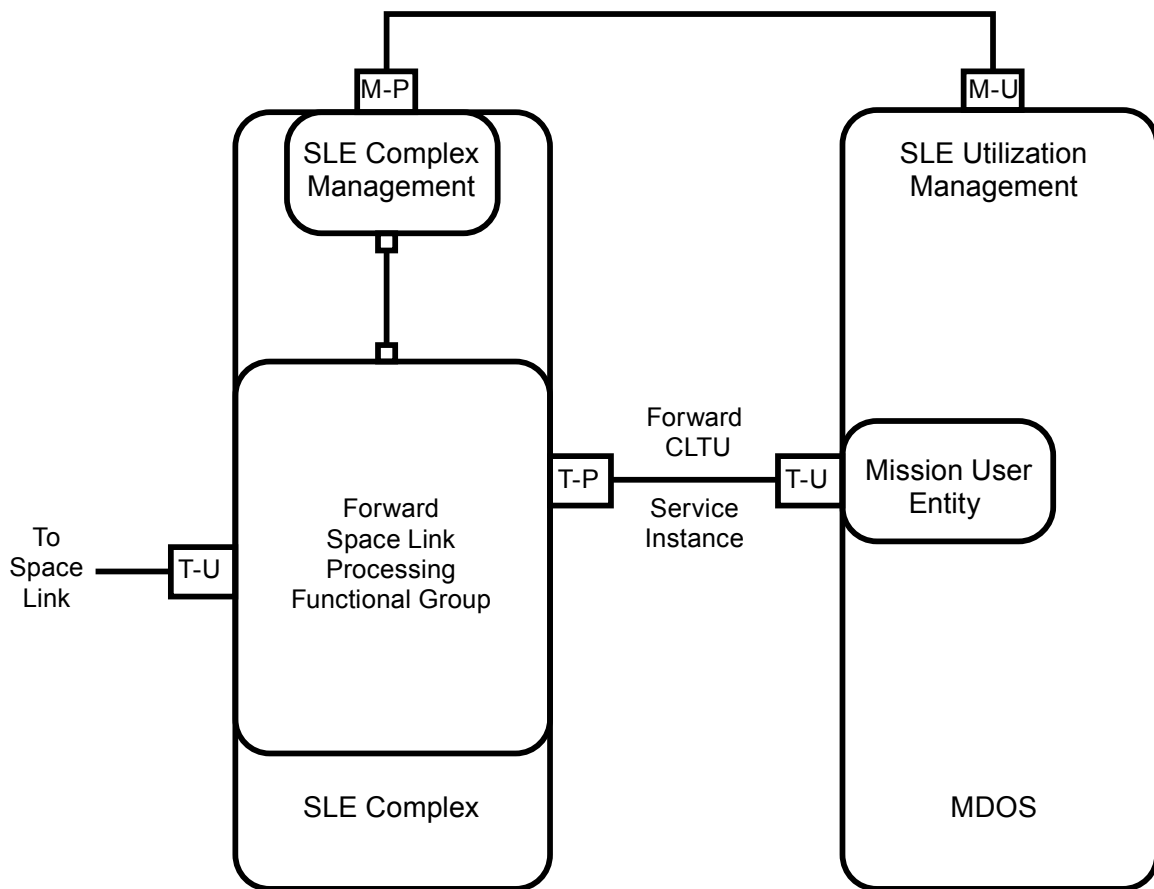 M-P
M-U
SLE Complex
Management
SLE Utilization
Management
Forward
CLTU
T-P
T-U
Mission User
Entity
Service
Instance
Forward
Space Link
Processing
Functional Group
To
Space
Link
T-U
SLE Complex
MDOS